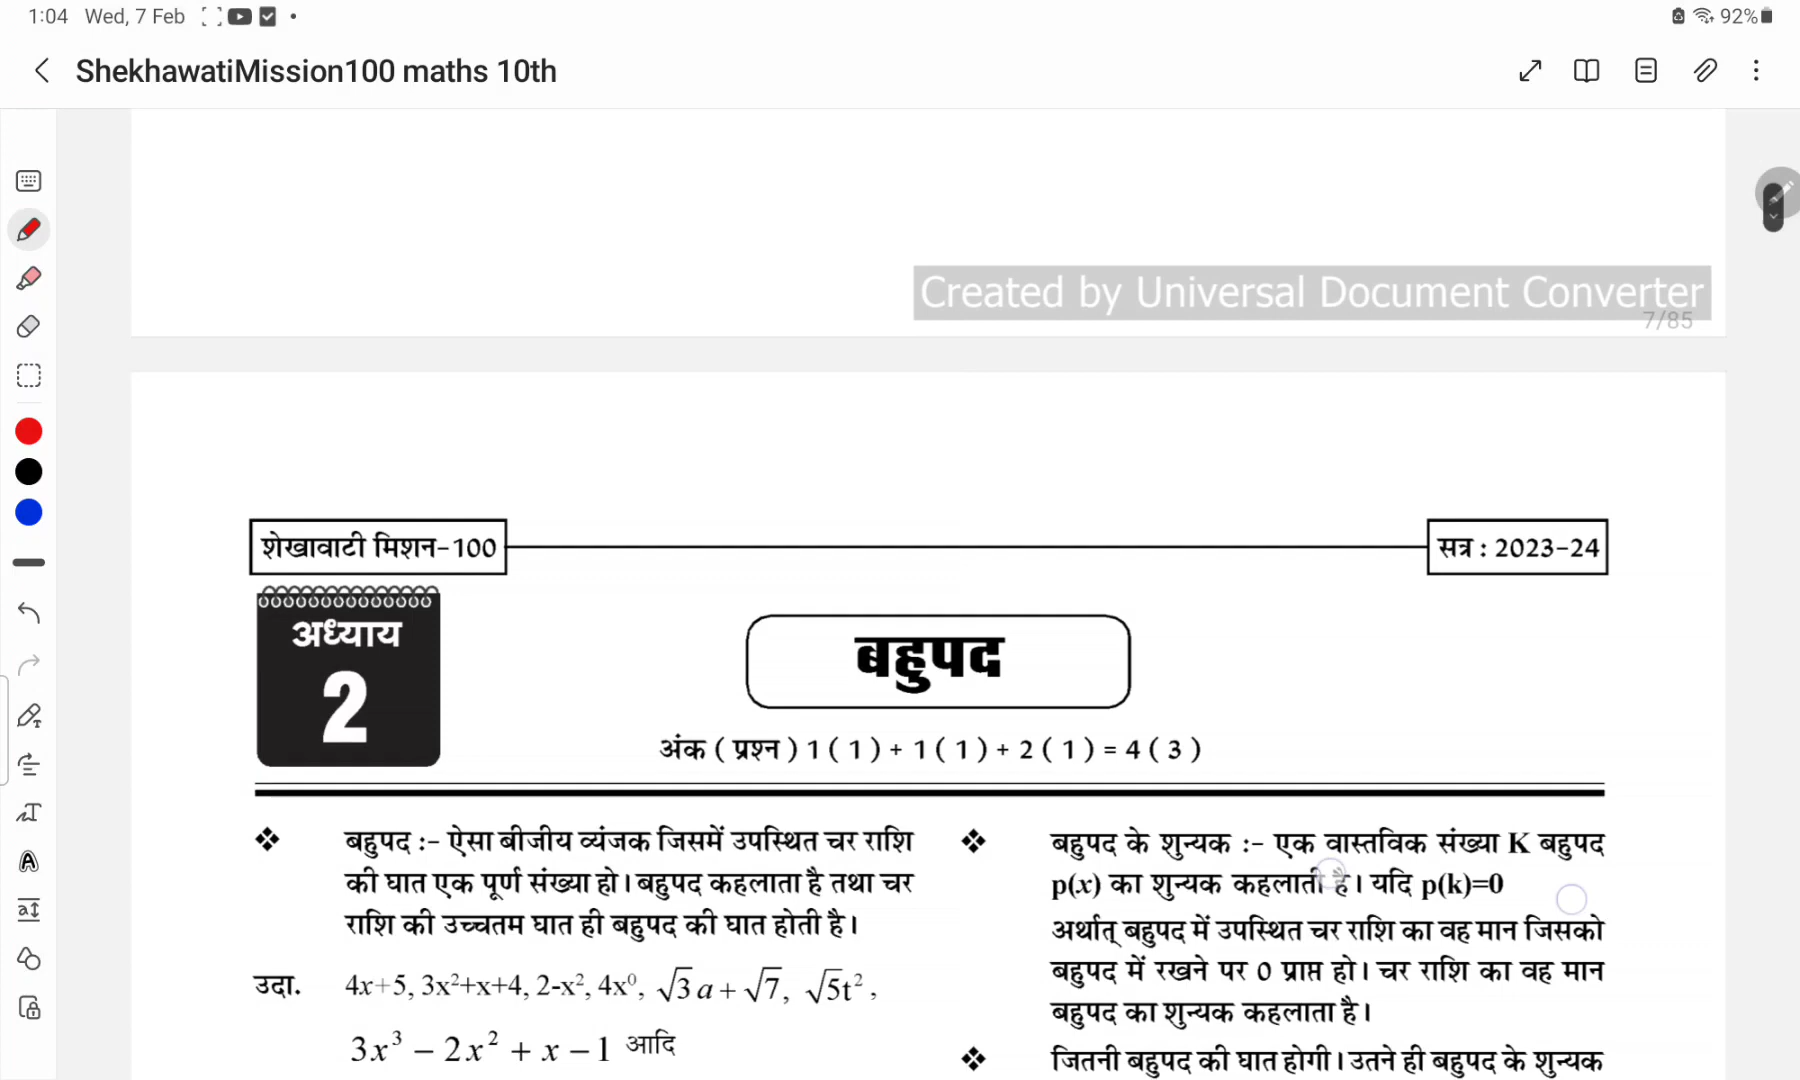 1:04 Wed, 7 Feb
92%
ShekhawatiMission100 maths 10th
Created by Universal Document Converter
7/85
शेखावाटी मिशन-100
सत्र : 2023-24
अध्याय
2
बहुपद
अंक ( प्रश्न ) 1 ( 1 ) + 1 ( 1 ) + 2 ( 1 ) = 4 ( 3 )
❖ बहुपद :- ऐसा बीजीय व्यंजक जिसमें उपस्थित चर राशि
की घात एक पूर्ण संख्या हो। बहुपद कहलाता है तथा चर
राशि की उच्चतम घात ही बहुपद की घात होती है।
उदा. 4x+5, 3x²+x+4, 2-x², 4x⁰, √3 a + √7, √5t²,
3x³ − 2x² + x − 1 आदि
❖ बहुपद के शुन्यक :- एक वास्तविक संख्या K बहुपद
p(x) का शुन्यक कहलाती है। यदि p(k)=0
अर्थात् बहुपद में उपस्थित चर राशि का वह मान जिसको
बहुपद में रखने पर 0 प्राप्त हो। चर राशि का वह मान
बहुपद का शुन्यक कहलाता है।
❖ जितनी बहुपद की घात होगी। उतने ही बहुपद के शुन्यक